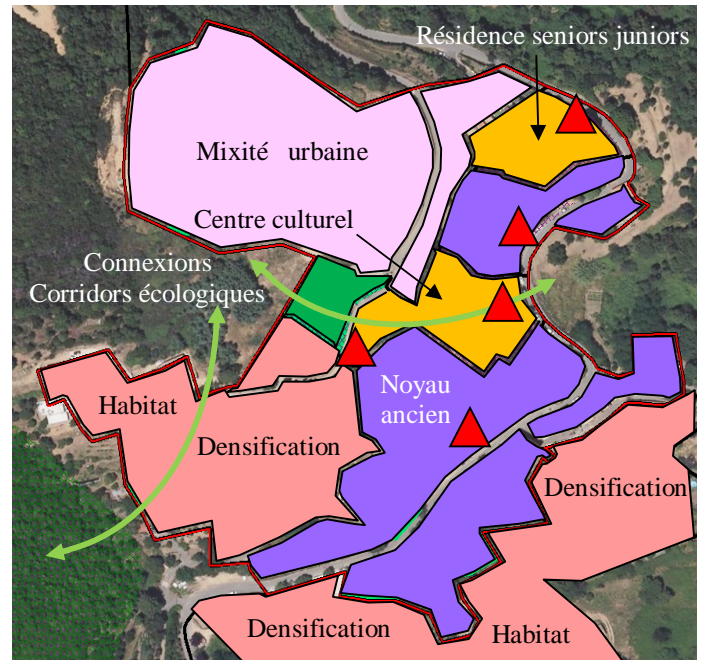 Résidence seniors juniors
Mixité urbaine
Centre culturel
Connexions
Corridors écologiques
Noyau
ancien
Habitat
Densification
Densification
Densification
Habitat